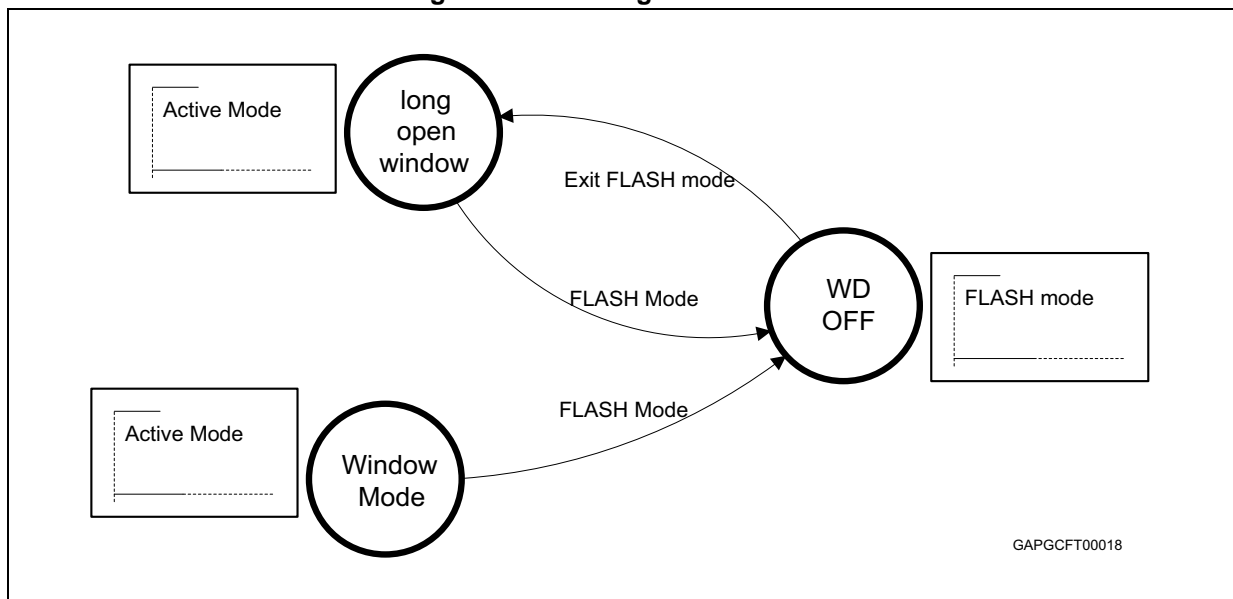 Active Mode
long
open
window
Exit FLASH mode
FLASH Mode
WD
OFF
FLASH mode
FLASH Mode
Active Mode
Window
Mode
GAPGCFT00018